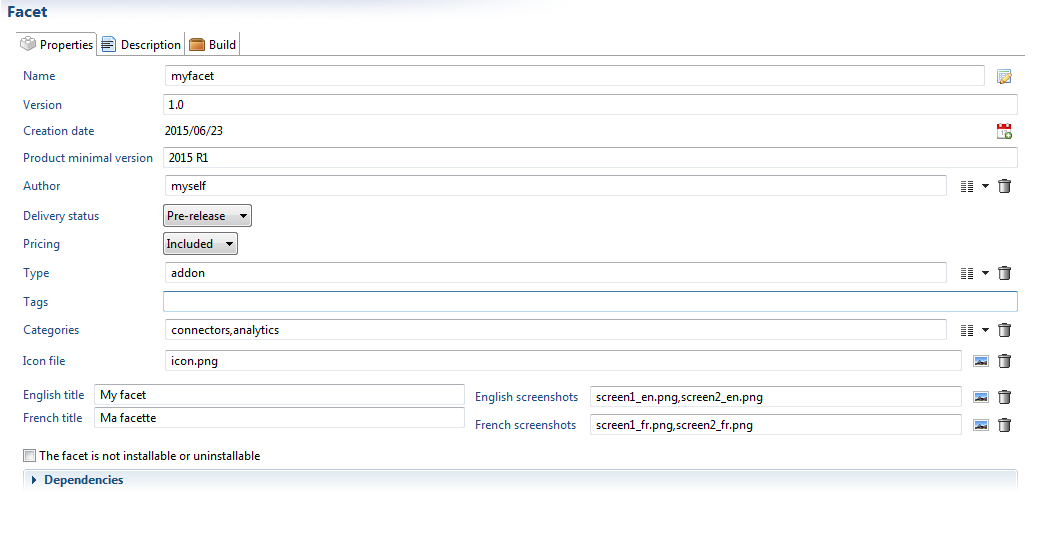 Facet
Properties Description Build
Name myfacet
Version 1.0
Creation date 2015/06/23
Product minimal version 2015 R1
Author myself
Delivery status Pre-release
Pricing Included
Type addon
Tags
Categories connectors,analytics
Icon file icon.png
English title My facet English screenshots screen1_en.png,screen2_en.png
French title Ma facette French screenshots screen1_fr.png,screen2_fr.png
The facet is not installable or uninstallable
Dependencies